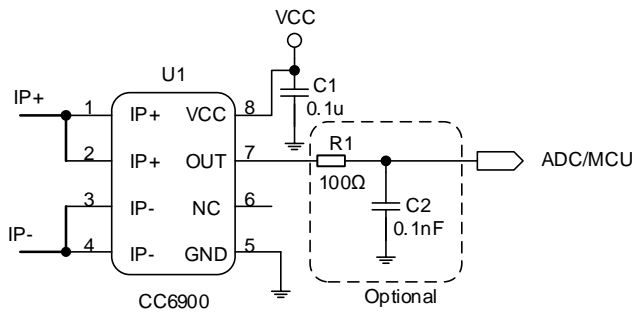 VCC
U1
C1
0.1u
IP+
1 IP+ VCC 8
2 IP+ OUT 7
R1
100Ω
ADC/MCU
IP-
3 IP- NC 6
C2
0.1nF
4 IP- GND 5
CC6900
Optional